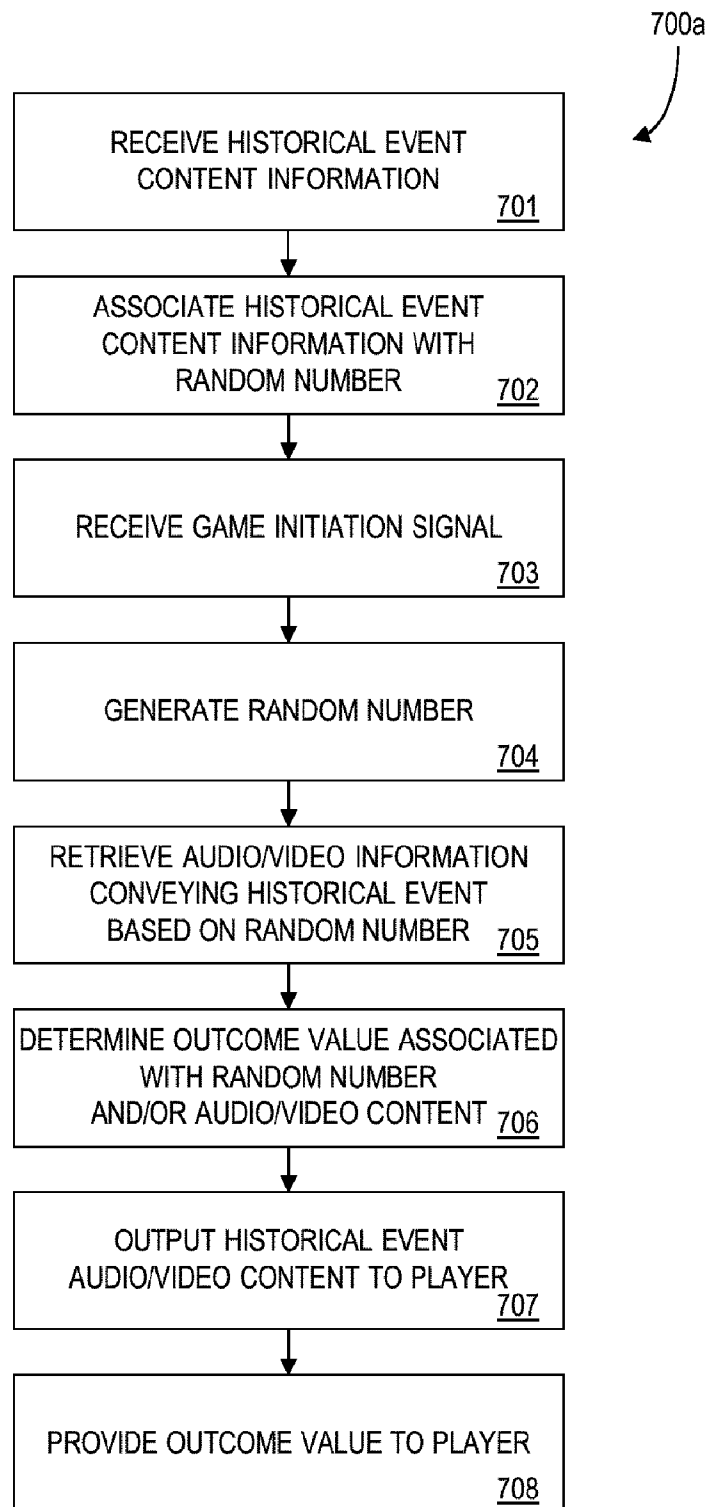 700a
RECEIVE HISTORICAL EVENT
CONTENT INFORMATION
701
ASSOCIATE HISTORICAL EVENT
CONTENT INFORMATION WITH
RANDOM NUMBER
702
RECEIVE GAME INITIATION SIGNAL
703
GENERATE RANDOM NUMBER
704
RETRIEVE AUDIO/VIDEO INFORMATION
CONVEYING HISTORICAL EVENT
BASED ON RANDOM NUMBER
705
DETERMINE OUTCOME VALUE ASSOCIATED
WITH RANDOM NUMBER
AND/OR AUDIO/VIDEO CONTENT
706
OUTPUT HISTORICAL EVENT
AUDIO/VIDEO CONTENT TO PLAYER
707
PROVIDE OUTCOME VALUE TO PLAYER
708